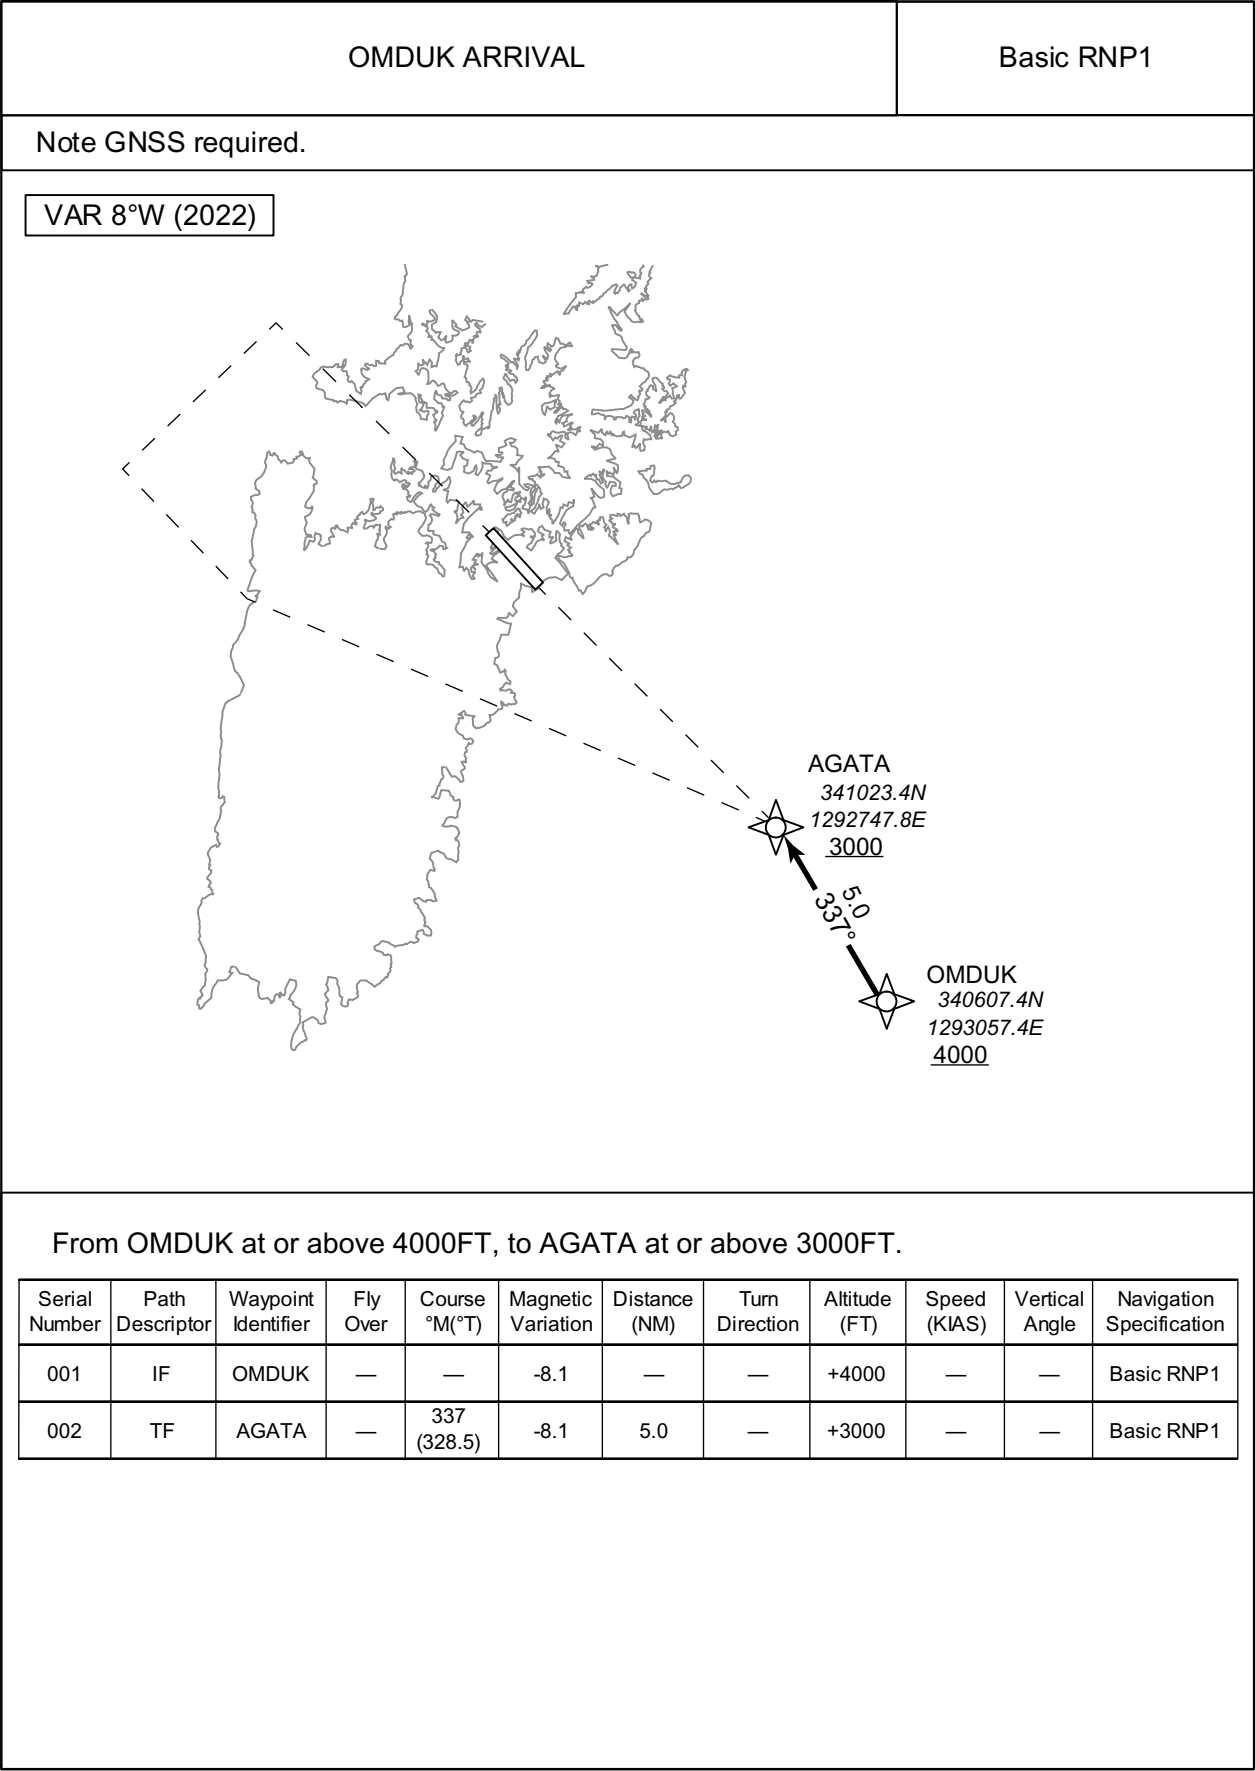 OMDUK ARRIVAL
Basic RNP1
Note GNSS required.
VAR 8°W (2022)
AGATA
341023.4N
1292747.8E
3000
5.0
337°
OMDUK
340607.4N
1293057.4E
4000
From OMDUK at or above 4000FT, to AGATA at or above 3000FT.
Serial Number Path Descriptor Waypoint Identifier Fly Over Course °M(°T) Magnetic Variation Distance (NM) Turn Direction Altitude (FT) Speed (KIAS) Vertical Angle Navigation Specification
001 IF OMDUK — — -8.1 — — +4000 — — Basic RNP1
002 TF AGATA — 337 (328.5) -8.1 5.0 — +3000 — — Basic RNP1